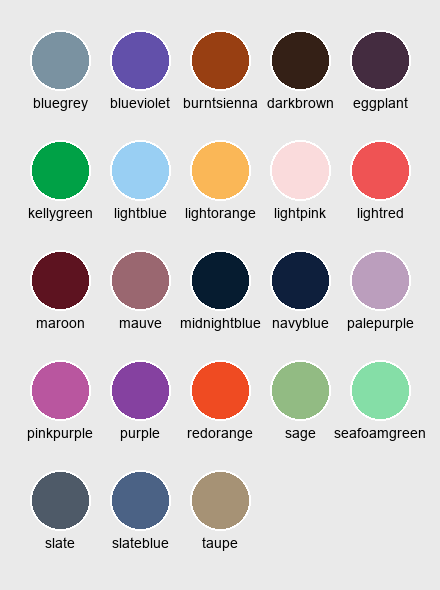 bluegrey blueviolet burntsienna darkbrown eggplant
kellygreen lightblue lightorange lightpink lightred
maroon mauve midnightblue navyblue palepurple
pinkpurple purple redorange sage seafoamgreen
slate slateblue taupe